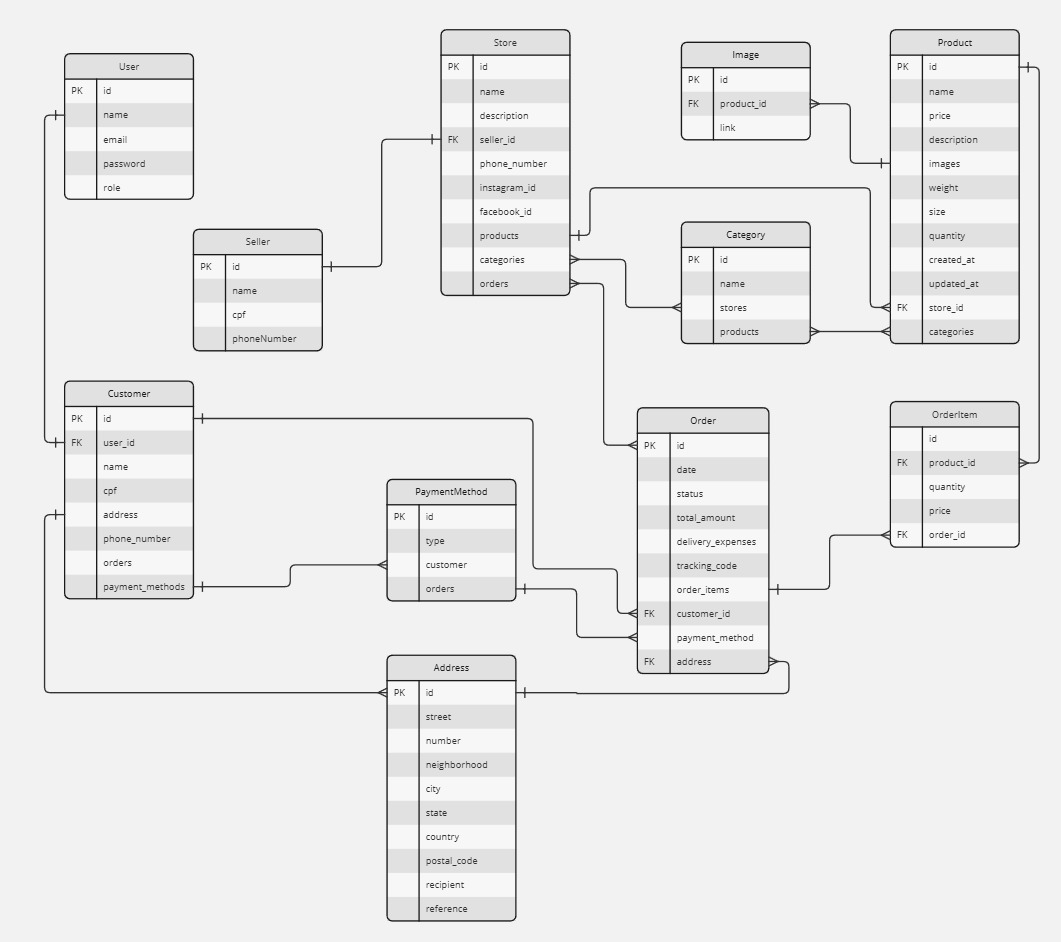 User
PK id
name
email
password
role
Store
PK id
name
description
FK seller_id
phone_number
instagram_id
facebook_id
products
categories
orders
Image
PK id
FK product_id
link
Product
PK id
name
price
description
images
weight
size
quantity
created_at
updated_at
FK store_id
categories
Seller
PK id
name
cpf
phoneNumber
Category
PK id
name
stores
products
Customer
PK id
FK user_id
name
cpf
address
phone_number
orders
payment_methods
PaymentMethod
PK id
type
customer
orders
Order
PK id
date
status
total_amount
delivery_expenses
tracking_code
order_items
FK customer_id
payment_method
FK address
OrderItem
id
FK product_id
quantity
price
FK order_id
Address
PK id
street
number
neighborhood
city
state
country
postal_code
recipient
reference